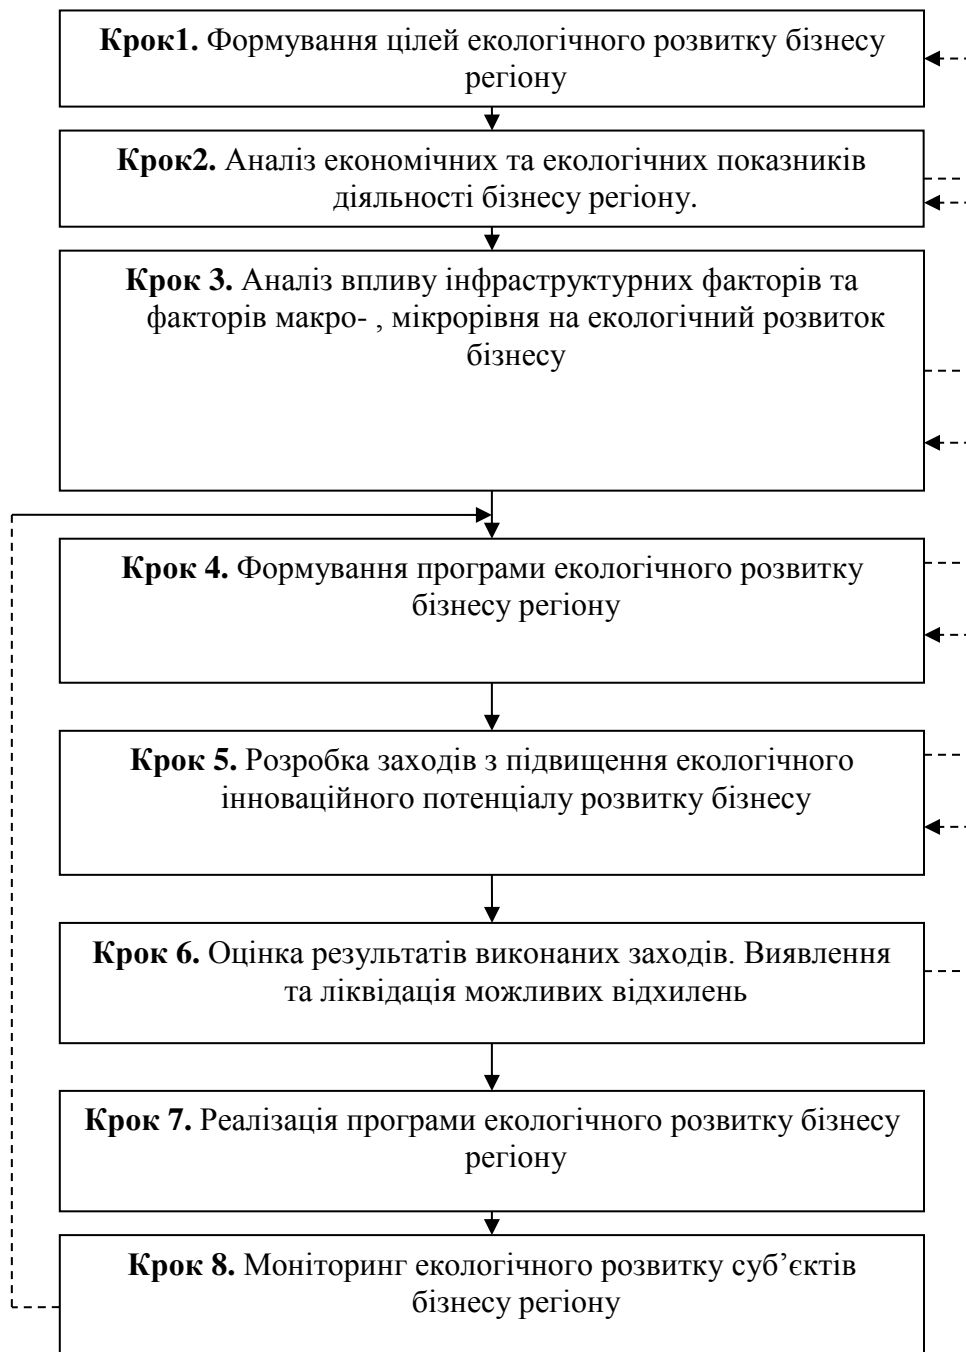 Крок1. Формування цілей екологічного розвитку бізнесу
регіону
Крок2. Аналіз економічних та екологічних показників
діяльності бізнесу регіону.
Крок 3. Аналіз впливу інфраструктурних факторів та
факторів макро- , мікрорівня на екологічний розвиток
бізнесу
Крок 4. Формування програми екологічного розвитку
бізнесу регіону
Крок 5. Розробка заходів з підвищення екологічного
інноваційного потенціалу розвитку бізнесу
Крок 6. Оцінка результатів виконаних заходів. Виявлення
та ліквідація можливих відхилень
Крок 7. Реалізація програми екологічного розвитку бізнесу
регіону
Крок 8. Моніторинг екологічного розвитку суб’єктів
бізнесу регіону